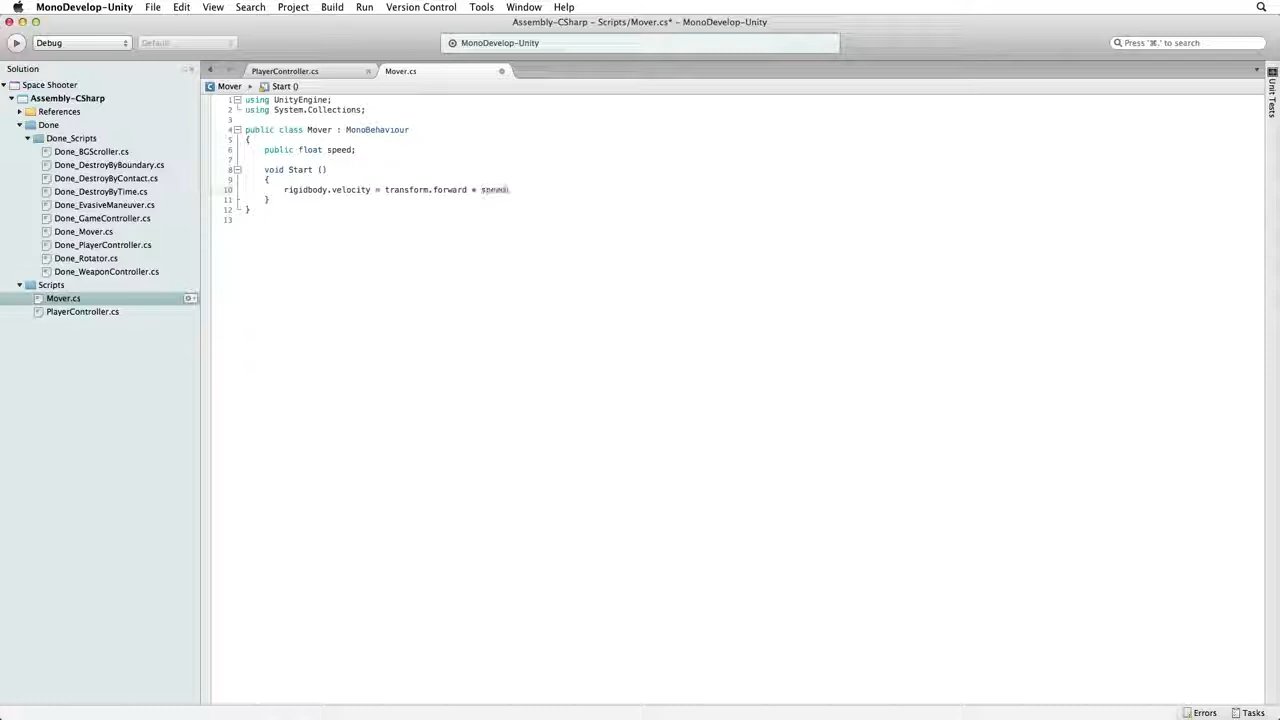 MonoDevelop-Unity File Edit View Search Project Build Run Version Control Tools Window Help
Assembly-CSharp – Scripts/Mover.cs* – MonoDevelop-Unity
Debug Default MonoDevelop-Unity Press '⌘,' to search
Solution
PlayerController.cs Mover.cs
Space Shooter
Assembly-CSharp
References
Done
Done_Scripts
Done_BGScroller.cs
Done_DestroyByBoundary.cs
Done_DestroyByContact.cs
Done_DestroyByTime.cs
Done_EvasiveManeuver.cs
Done_GameController.cs
Done_Mover.cs
Done_PlayerController.cs
Done_Rotator.cs
Done_WeaponController.cs
Scripts
Mover.cs
PlayerController.cs
Mover ▸ Start ()
1 using UnityEngine;
2 using System.Collections;
3
4 public class Mover : MonoBehaviour
5 {
6 public float speed;
7
8 void Start ()
9 {
10 rigidbody.velocity = transform.forward *
11 }
12 }
13
Unit Tests
Errors Tasks